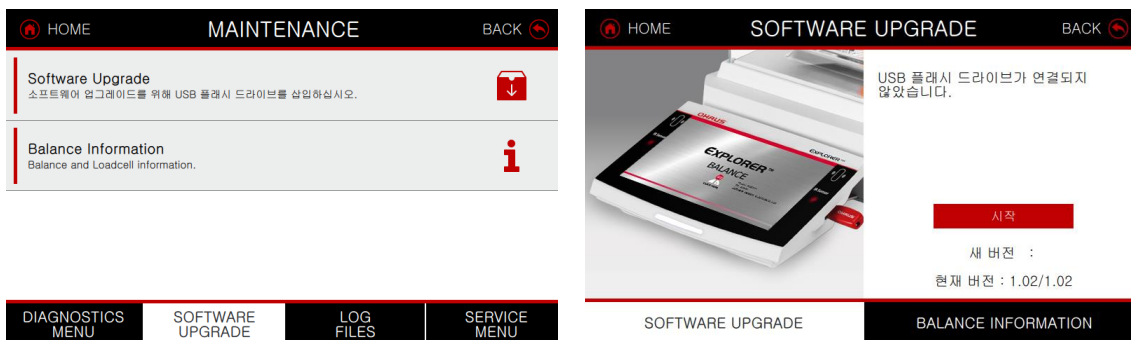 HOME
MAINTENANCE
BACK
Software Upgrade
소프트웨어 업그레이드를 위해 USB 플래시 드라이브를 삽입하십시오.
Balance Information
Balance and Loadcell information.
DIAGNOSTICS
MENU
SOFTWARE
UPGRADE
LOG
FILES
SERVICE
MENU
HOME
SOFTWARE UPGRADE
BACK
OHAUS
EXPLORER™
BALANCE
EXPLORER™
USB 플래시 드라이브가 연결되지
않았습니다.
시작
새 버전 :
현재 버전 : 1.02/1.02
SOFTWARE UPGRADE
BALANCE INFORMATION